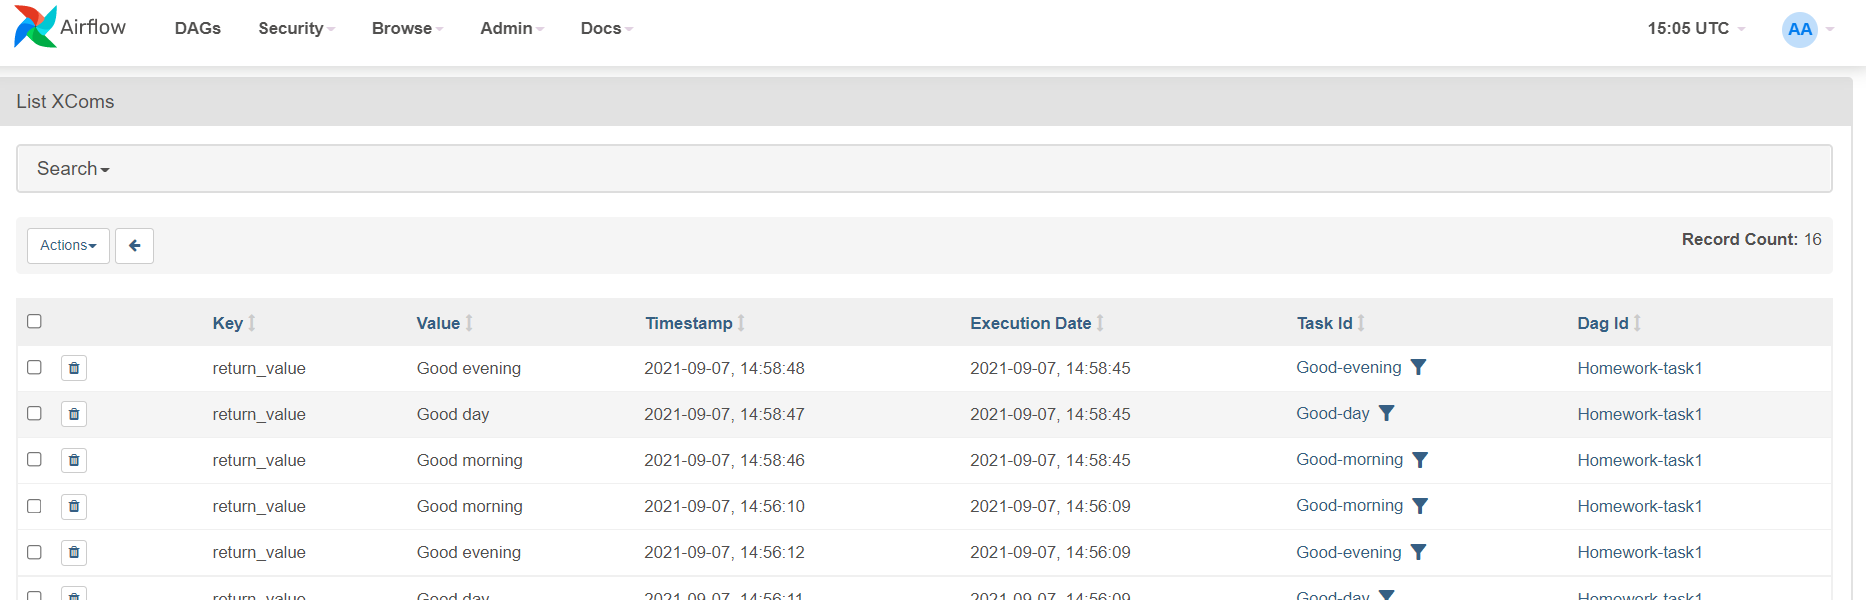 Airflow DAGs Security Browse Admin Docs 15:05 UTC AA
List XComs
Search
Actions Record Count: 16
Key Value Timestamp Execution Date Task Id Dag Id
return_value Good evening 2021-09-07, 14:58:48 2021-09-07, 14:58:45 Good-evening Homework-task1
return_value Good day 2021-09-07, 14:58:47 2021-09-07, 14:58:45 Good-day Homework-task1
return_value Good morning 2021-09-07, 14:58:46 2021-09-07, 14:58:45 Good-morning Homework-task1
return_value Good morning 2021-09-07, 14:56:10 2021-09-07, 14:56:09 Good-morning Homework-task1
return_value Good evening 2021-09-07, 14:56:12 2021-09-07, 14:56:09 Good-evening Homework-task1
return_value Good day 2021-09-07, 14:56:11 2021-09-07, 14:56:09 Good-day Homework-task1